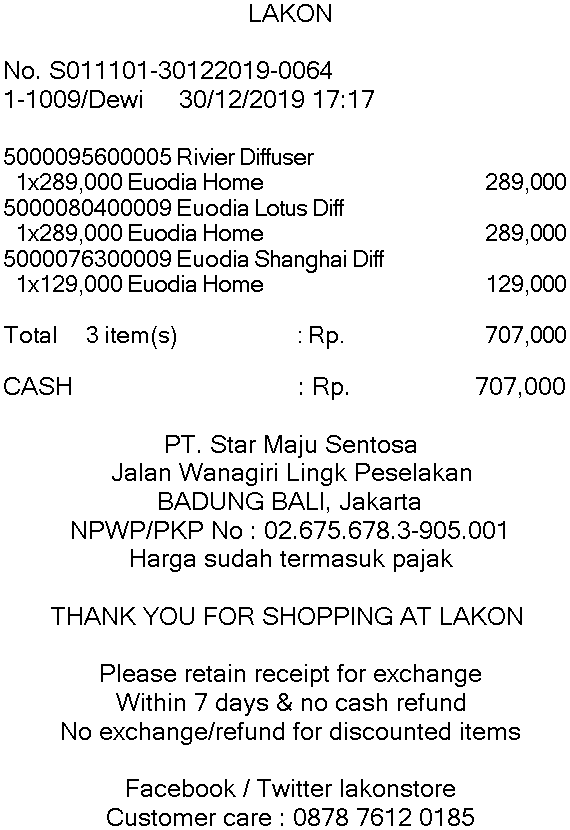 LAKON
No. S011101-30122019-0064
1-1009/Dewi 30/12/2019 17:17
5000095600005 Rivier Diffuser
1x289,000 Euodia Home 289,000
5000080400009 Euodia Lotus Diff
1x289,000 Euodia Home 289,000
5000076300009 Euodia Shanghai Diff
1x129,000 Euodia Home 129,000
Total 3 item(s) : Rp. 707,000
CASH : Rp. 707,000
PT. Star Maju Sentosa
Jalan Wanagiri Lingk Peselakan
BADUNG BALI, Jakarta
NPWP/PKP No : 02.675.678.3-905.001
Harga sudah termasuk pajak
THANK YOU FOR SHOPPING AT LAKON
Please retain receipt for exchange
Within 7 days & no cash refund
No exchange/refund for discounted items
Facebook / Twitter lakonstore
Customer care : 0878 7612 0185